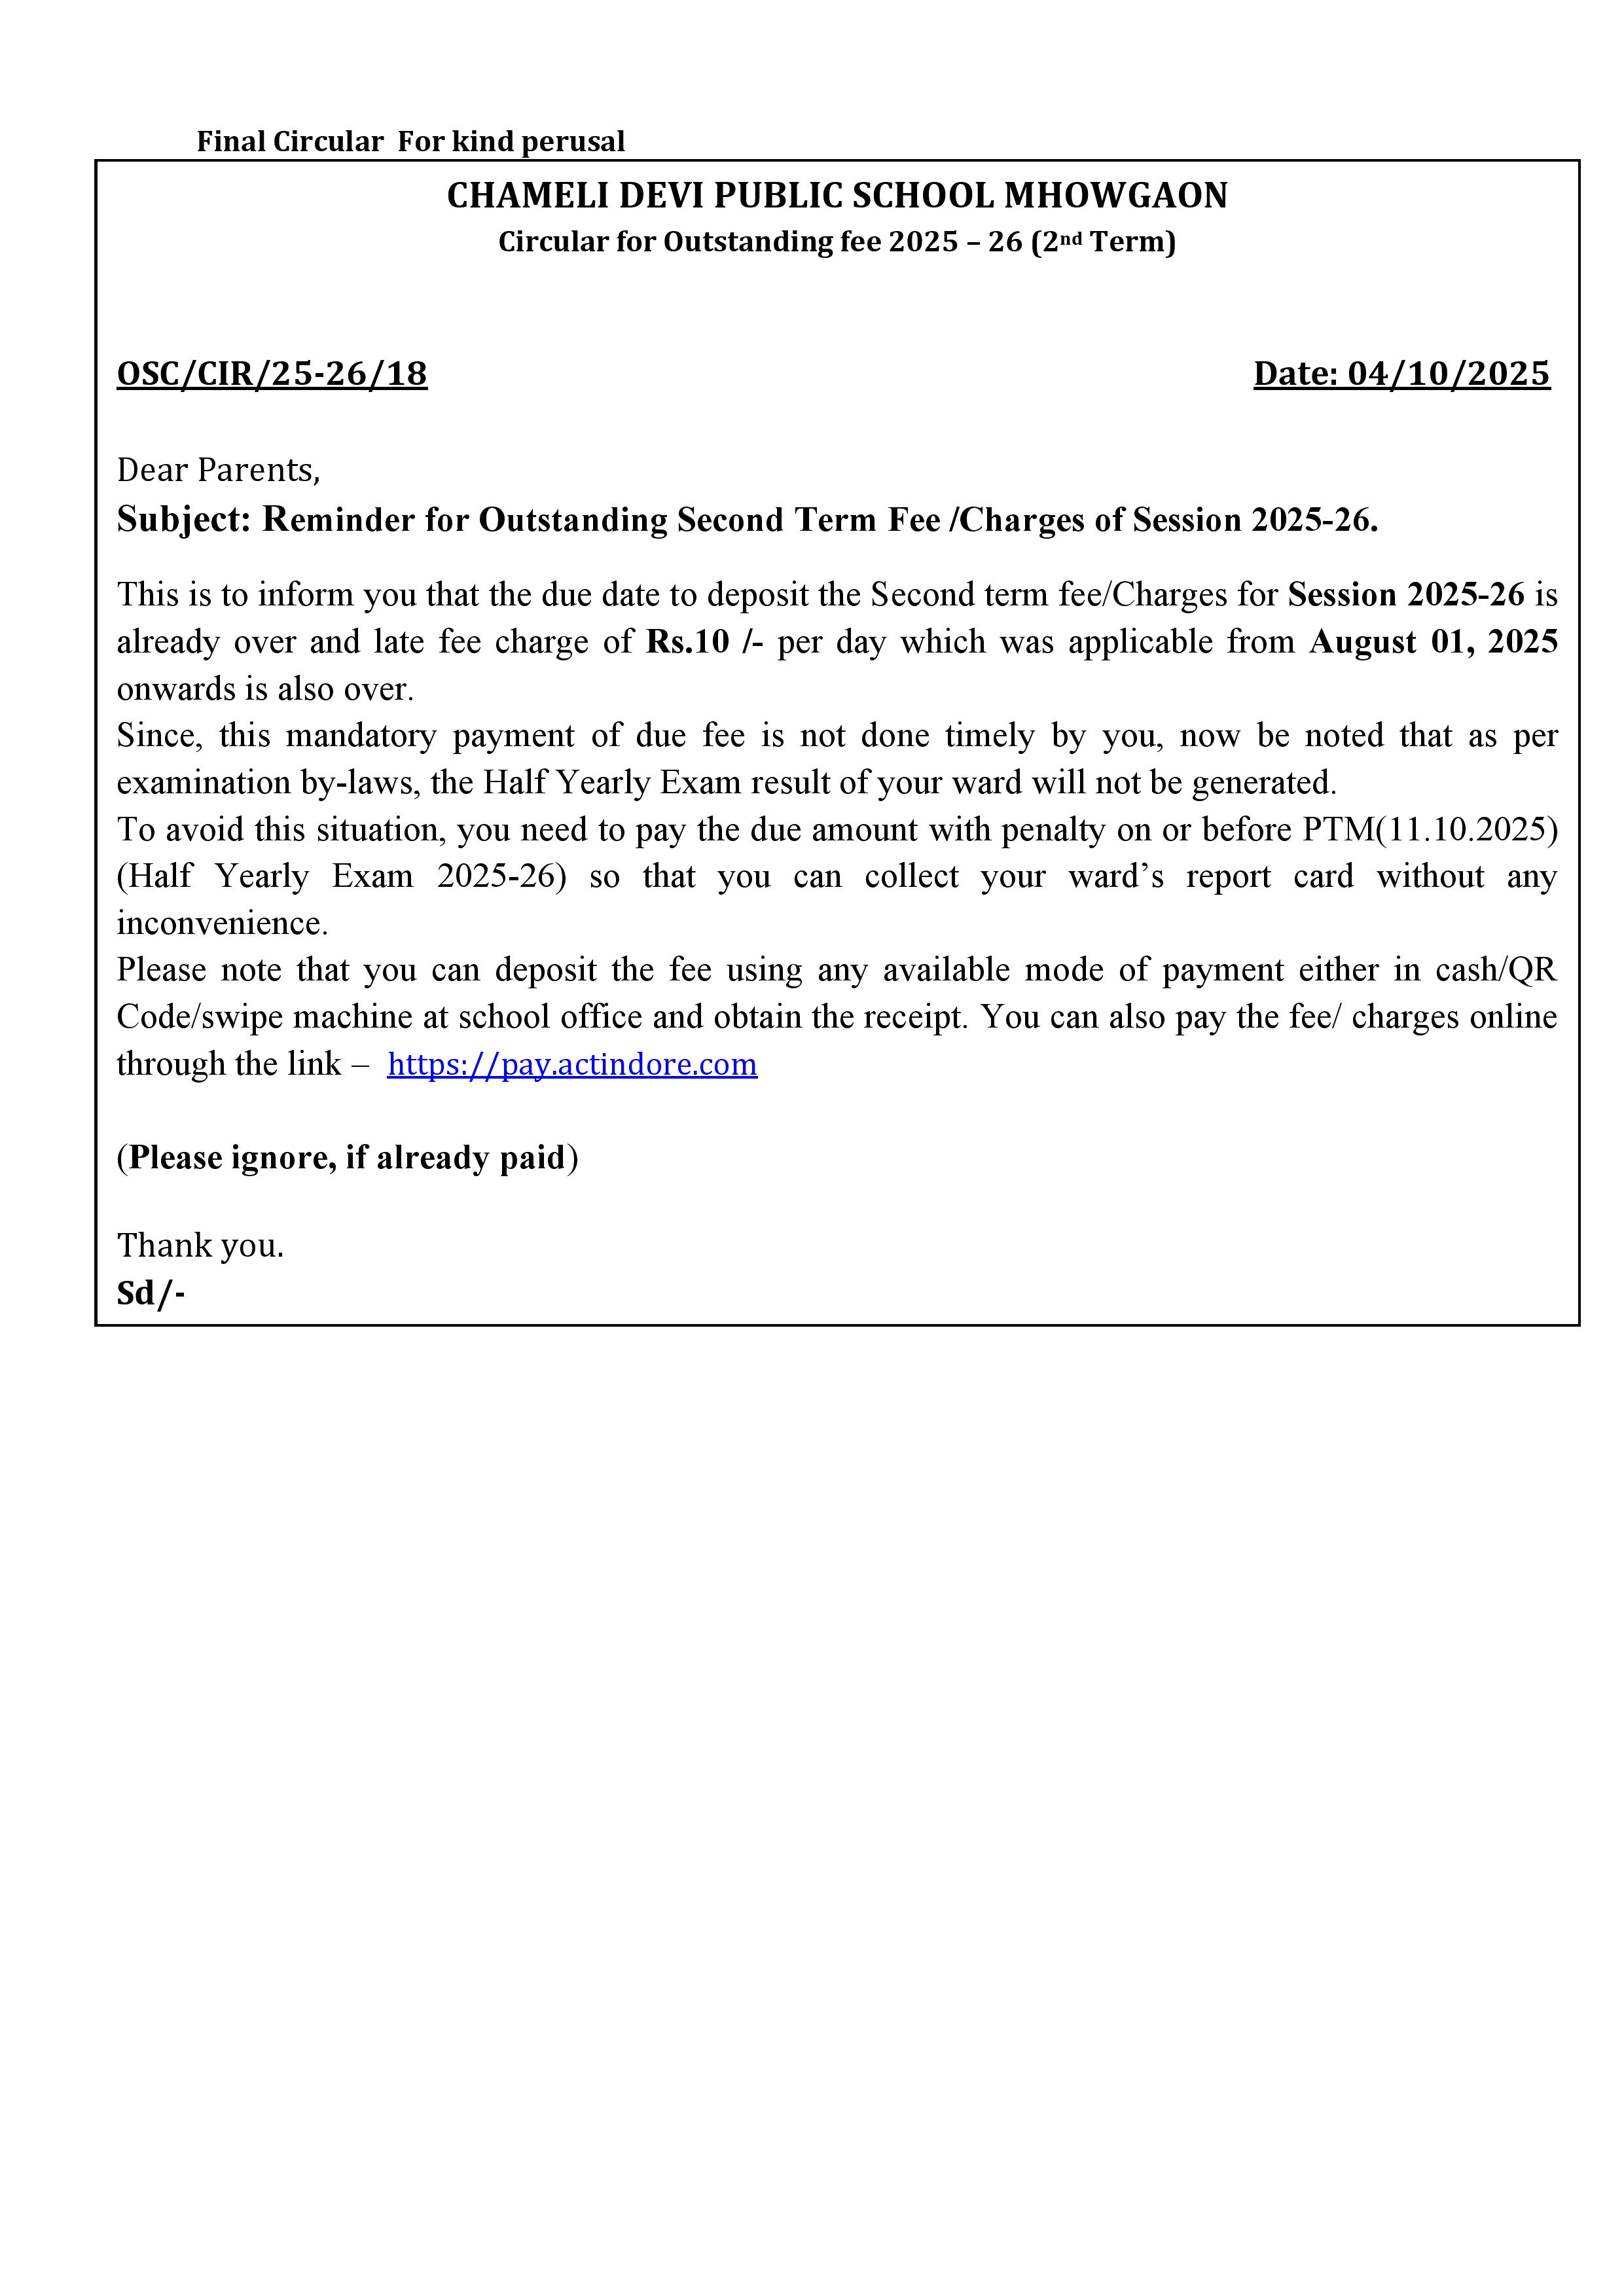 Final Circular  For kind perusal
CHAMELI DEVI PUBLIC SCHOOL MHOWGAON
Circular for Outstanding fee 2025 – 26 (2nd Term)
OSC/CIR/25-26/18 Date: 04/10/2025
Dear Parents,
Subject: Reminder for Outstanding Second Term Fee /Charges of Session 2025-26.
This is to inform you that the due date to deposit the Second term fee/Charges for Session 2025-26 is
already over and late fee charge of Rs.10 /- per day which was applicable from August 01, 2025
onwards is also over.
Since, this mandatory payment of due fee is not done timely by you, now be noted that as per
examination by-laws, the Half Yearly Exam result of your ward will not be generated.
To avoid this situation, you need to pay the due amount with penalty on or before PTM(11.10.2025)
(Half Yearly Exam 2025-26) so that you can collect your ward’s report card without any
inconvenience.
Please note that you can deposit the fee using any available mode of payment either in cash/QR
Code/swipe machine at school office and obtain the receipt. You can also pay the fee/ charges online
through the link –  https://pay.actindore.com
(Please ignore, if already paid)
Thank you.
Sd/-